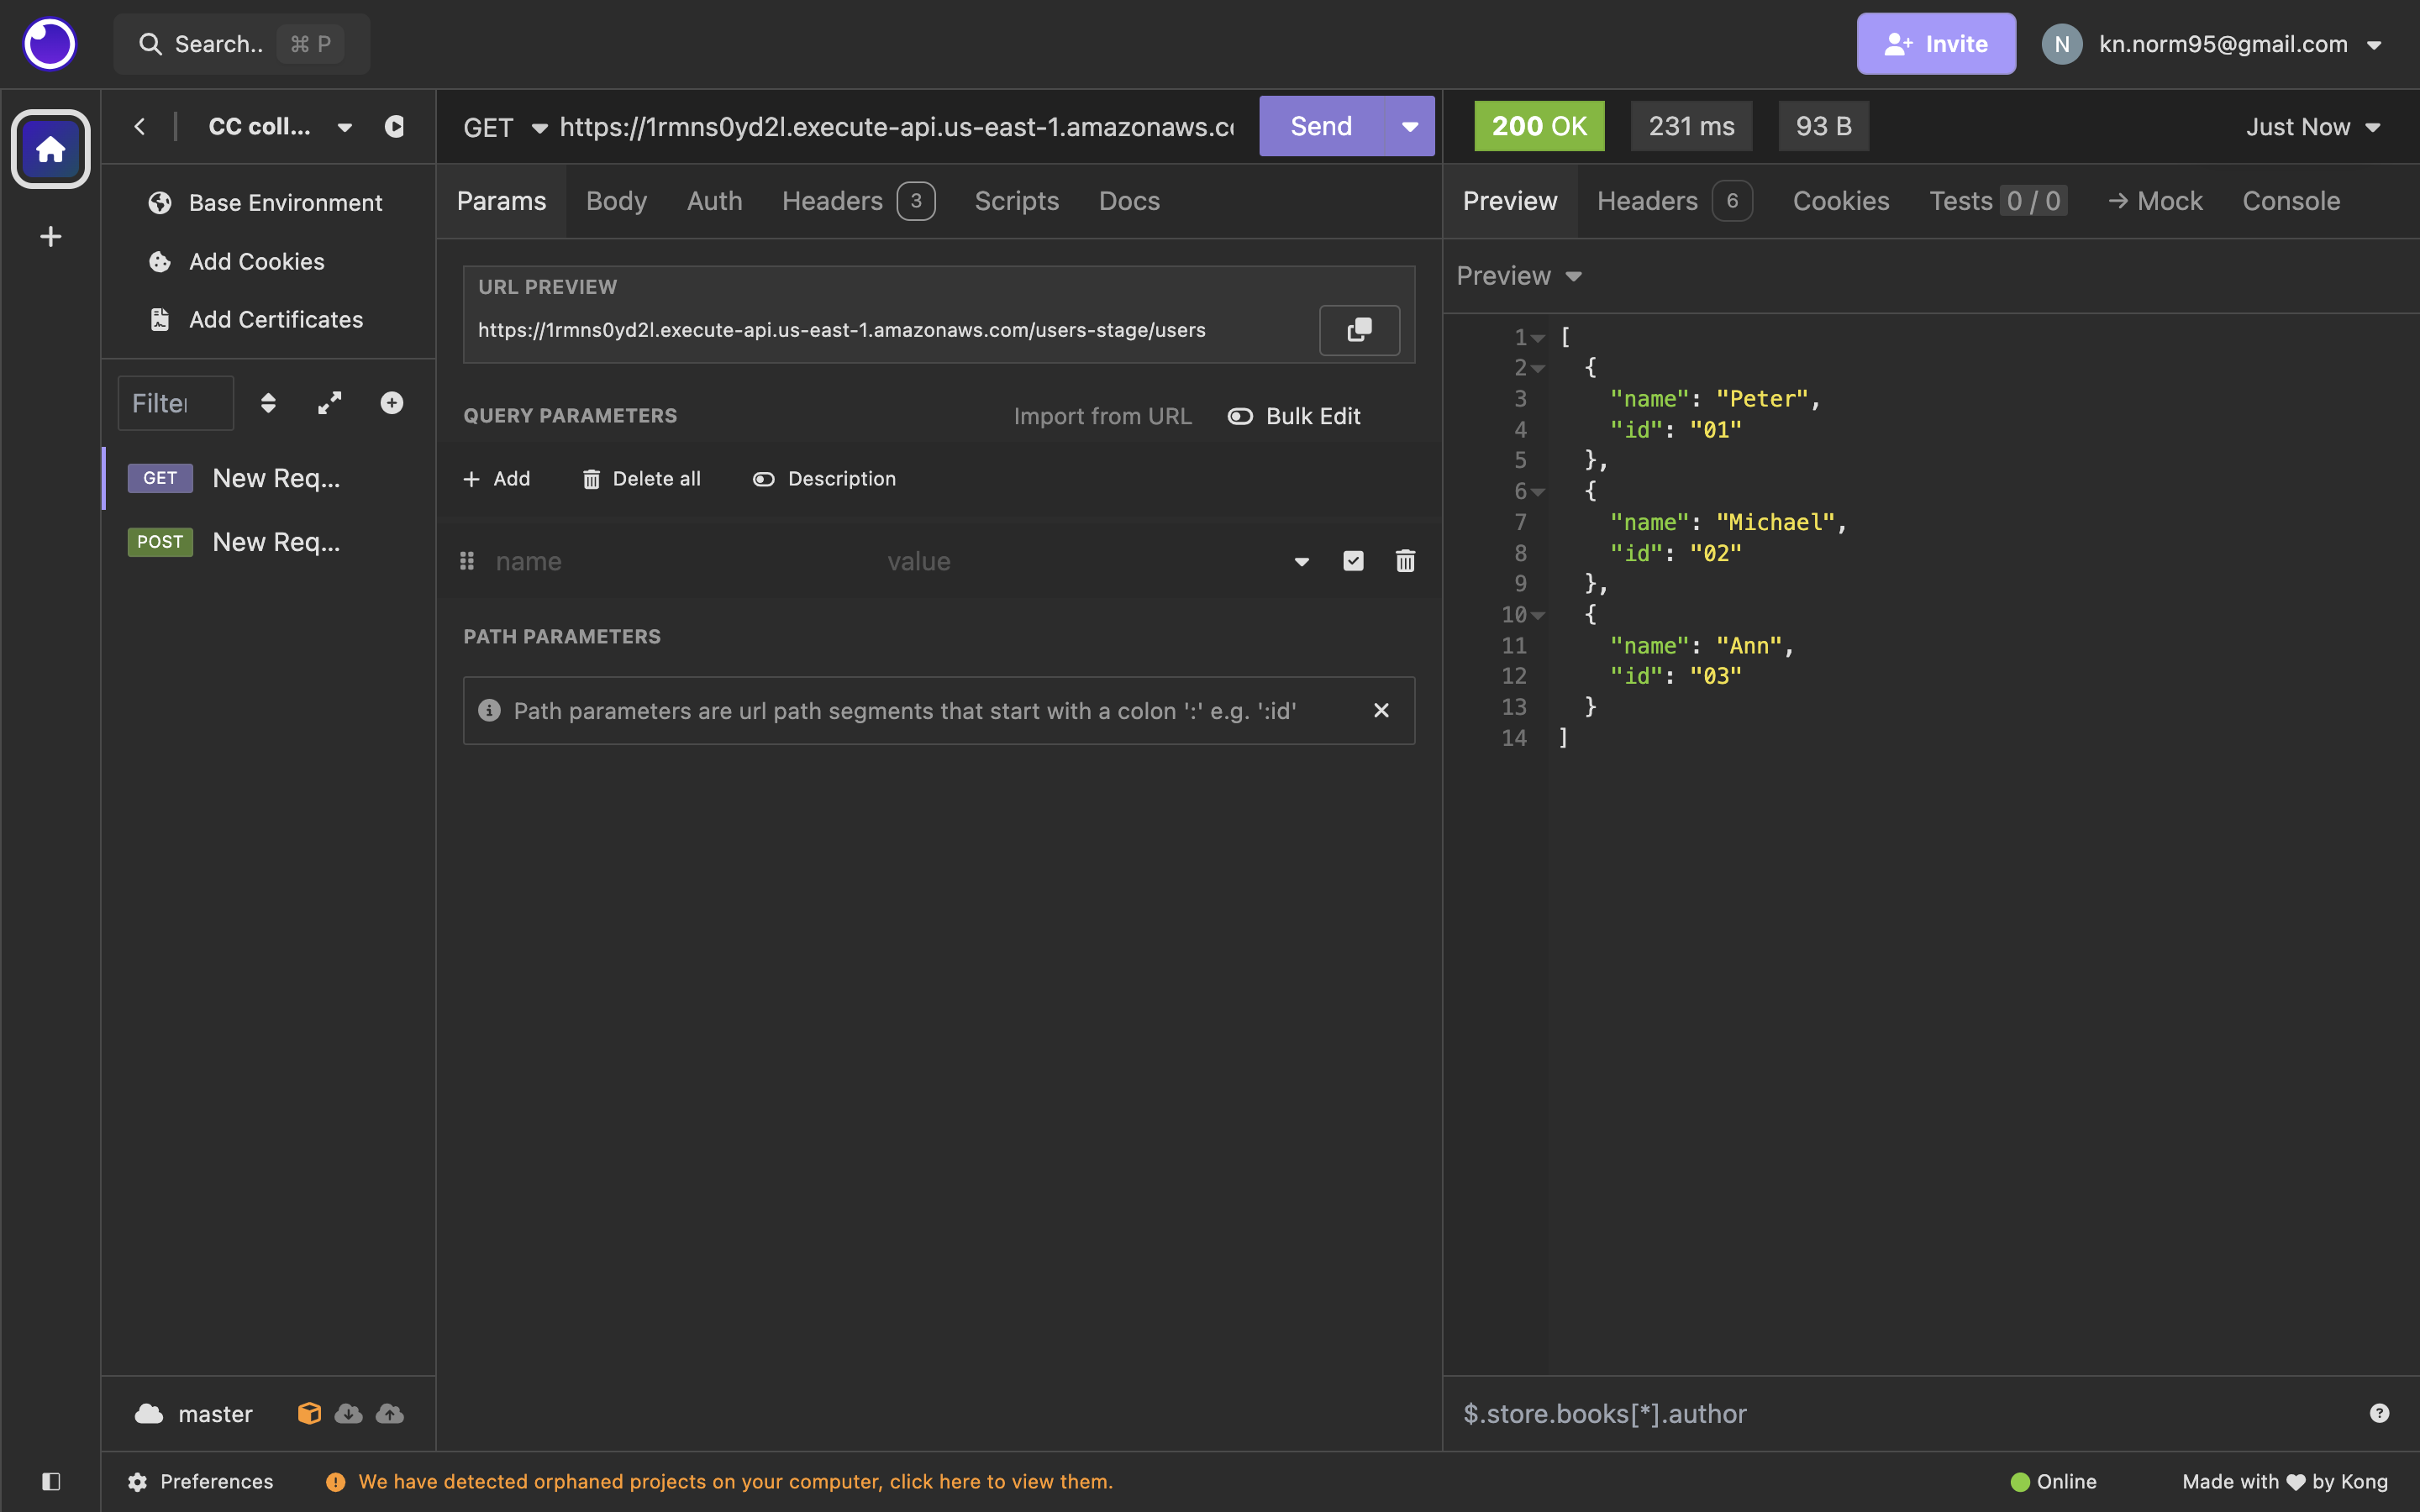 Search.. ⌘ P
Invite
N kn.norm95@gmail.com
CC coll...
GET https://1rmns0yd2l.execute-api.us-east-1.amazonaws.c
Send
200 OK 231 ms 93 B
Just Now
Base Environment
Add Cookies
Add Certificates
Filter
GET New Req...
POST New Req...
Params Body Auth Headers 3 Scripts Docs
URL PREVIEW
https://1rmns0yd2l.execute-api.us-east-1.amazonaws.com/users-stage/users
QUERY PARAMETERS Import from URL Bulk Edit
+ Add Delete all Description
name value
PATH PARAMETERS
Path parameters are url path segments that start with a colon ':' e.g. ':id'
Preview Headers 6 Cookies Tests 0 / 0 → Mock Console
Preview
1 [
2 {
3 "name": "Peter",
4 "id": "01"
5 },
6 {
7 "name": "Michael",
8 "id": "02"
9 },
10 {
11 "name": "Ann",
12 "id": "03"
13 }
14 ]
master
$.store.books[*].author
Preferences
We have detected orphaned projects on your computer, click here to view them.
Online
Made with ♥ by Kong